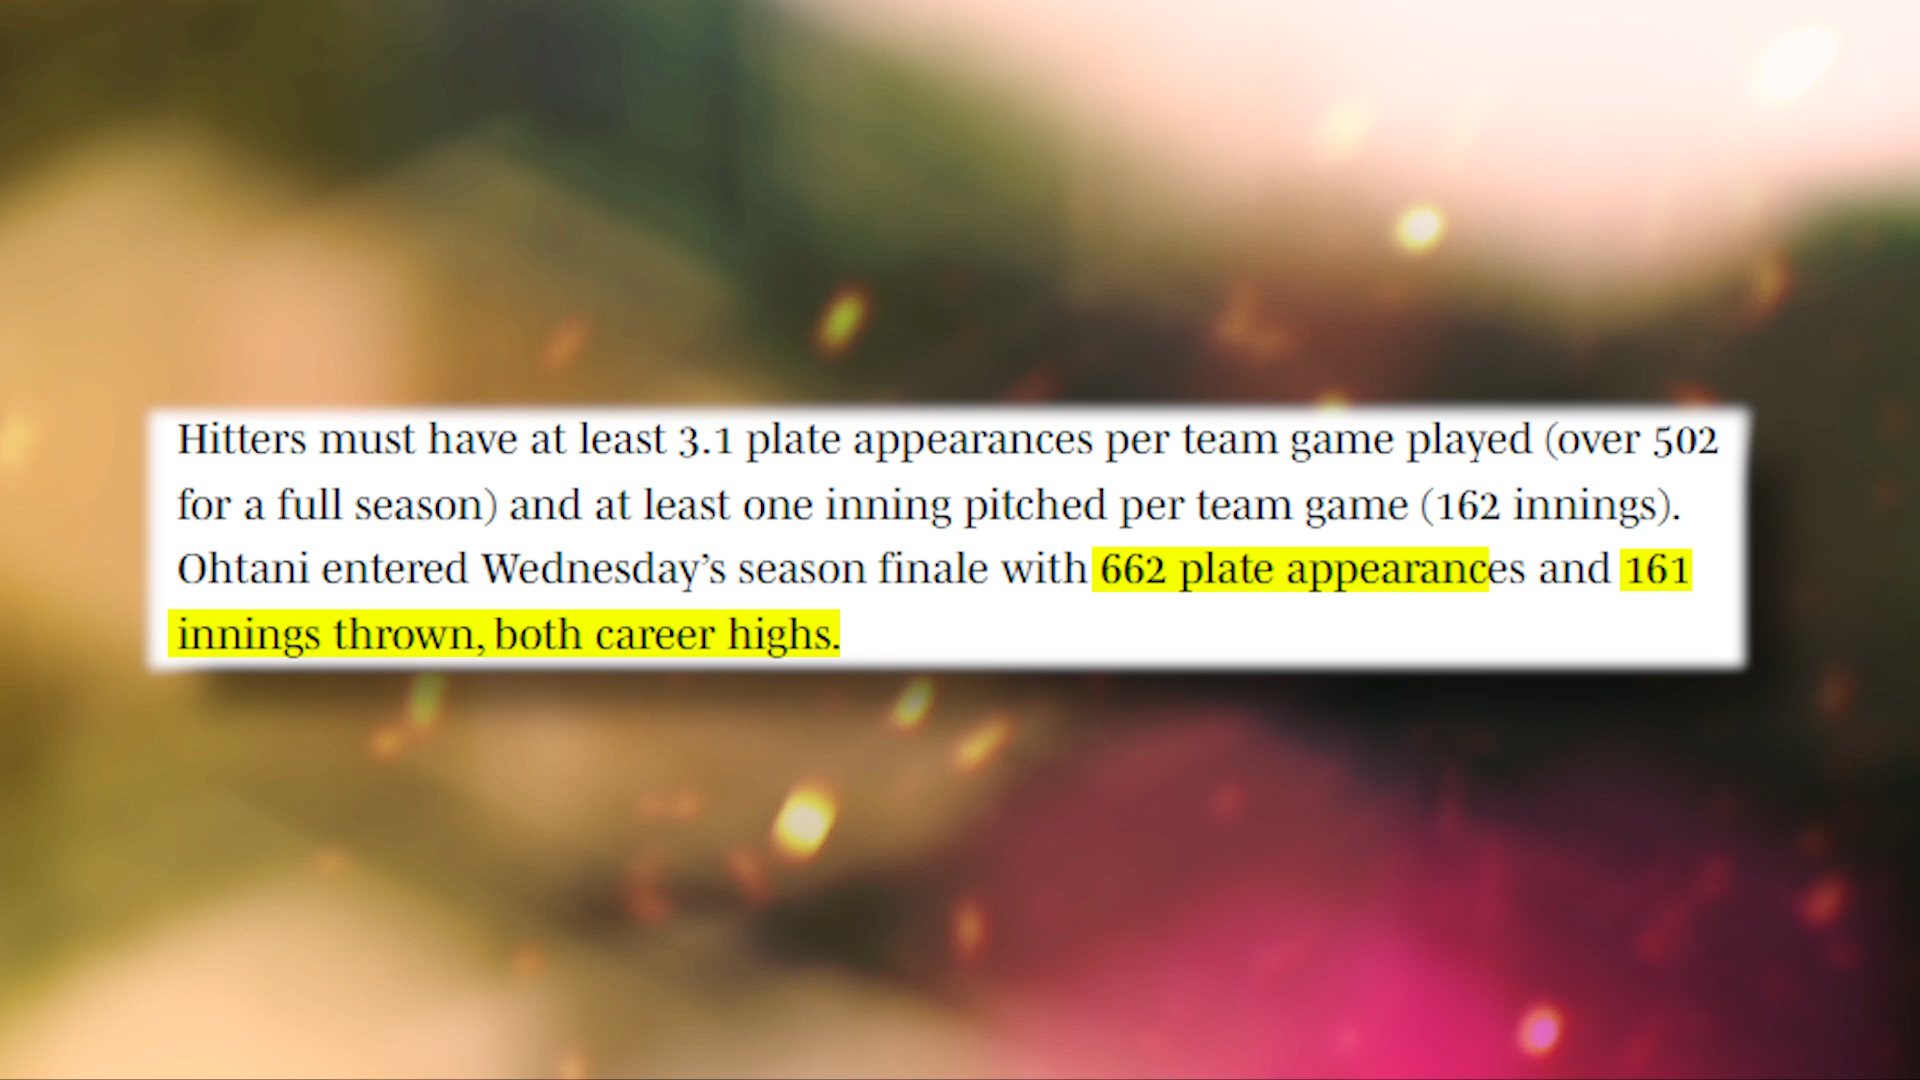 Hitters must have at least 3.1 plate appearances per team game played (over 502
for a full season) and at least one inning pitched per team game (162 innings).
Ohtani entered Wednesday’s season finale with 662 plate appearances and 161
innings thrown, both career highs.